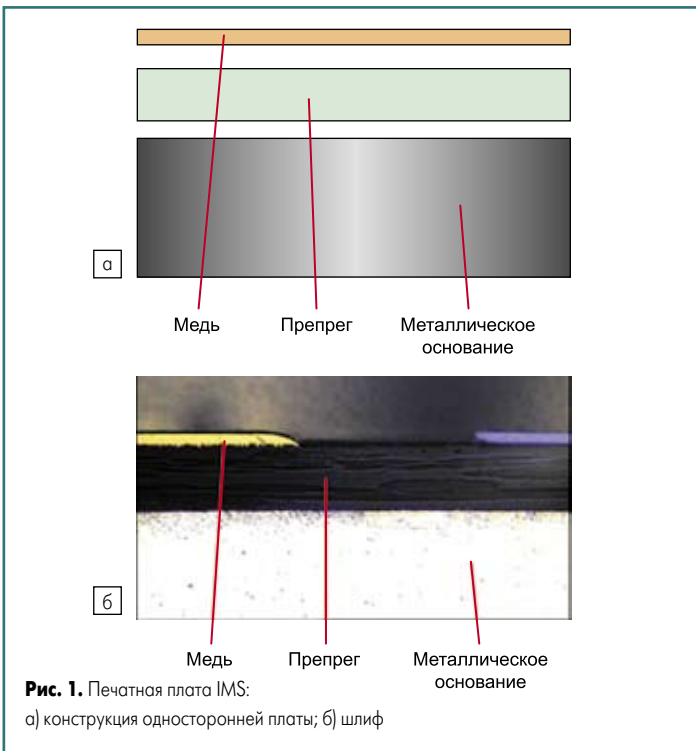 а
Медь Препрег Металлическое
основание
б
Медь Препрег Металлическое
основание
Рис. 1. Печатная плата IMS:
а) конструкция односторонней платы; б) шлиф